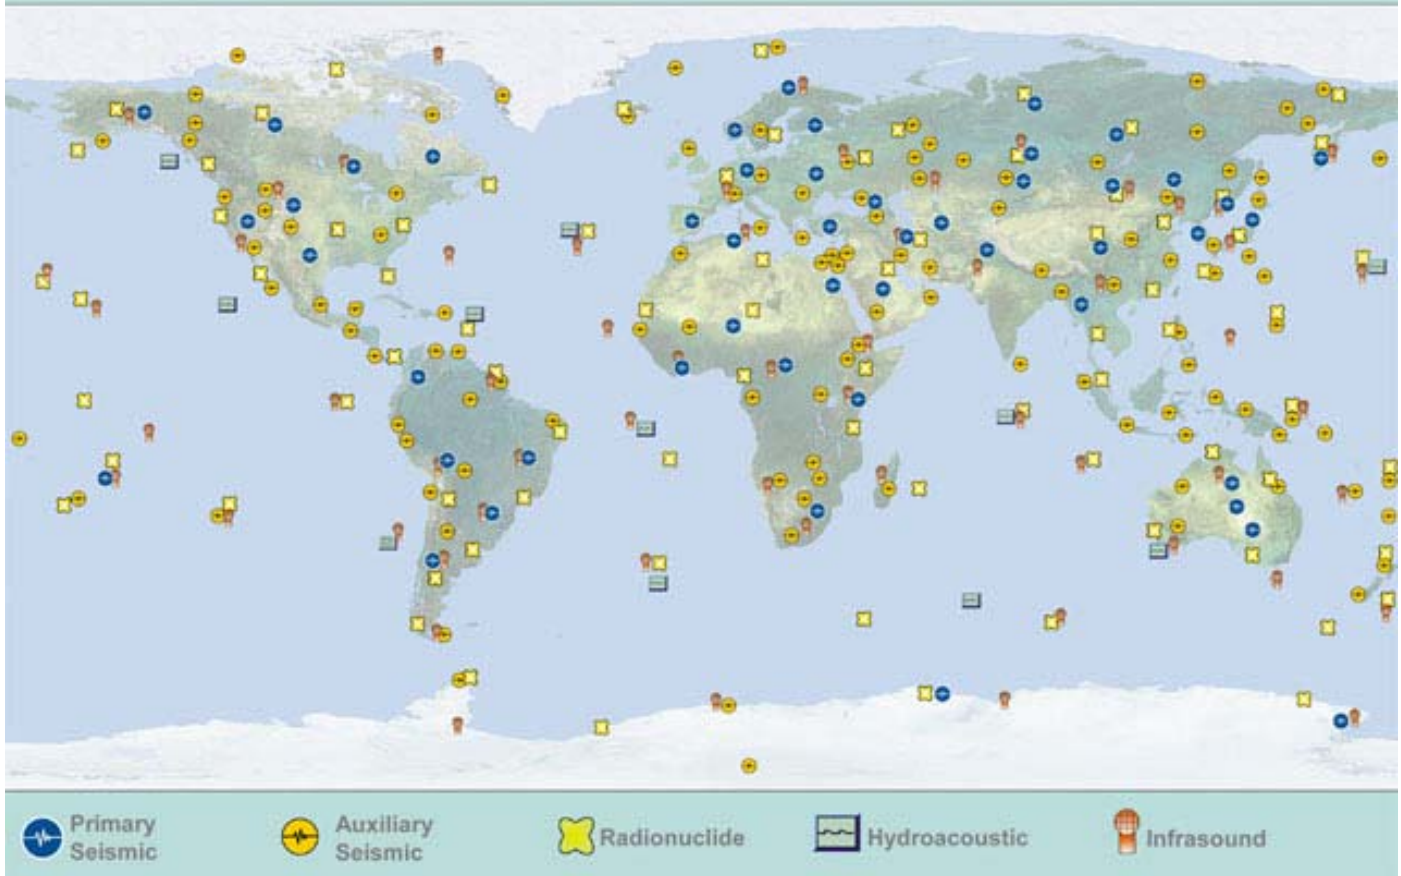 Primary
Seismic
Auxiliary
Seismic
Radionuclide
Hydroacoustic
Infrasound